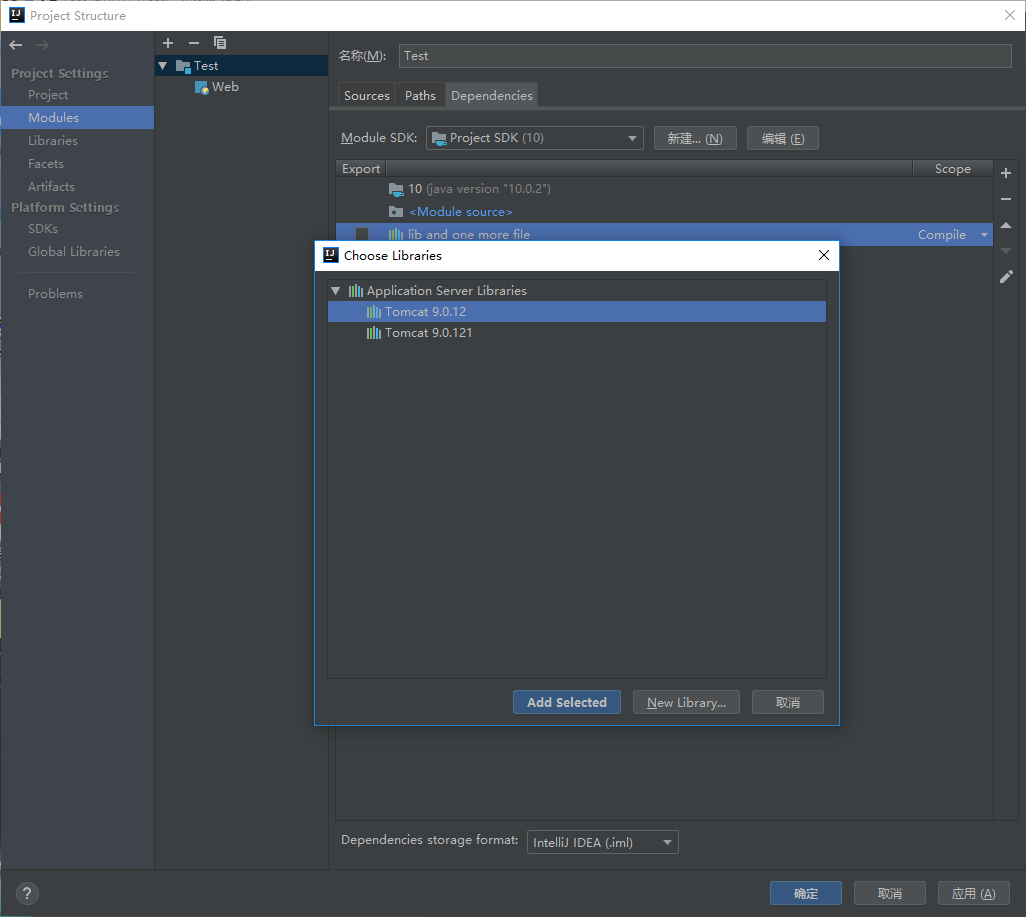 Project Structure
Project Settings
Project
Modules
Libraries
Facets
Artifacts
Platform Settings
SDKs
Global Libraries
Problems
Test
Web
名称(M):
Test
Sources
Paths
Dependencies
Module SDK:
Project SDK (10)
新建... (N)
编辑 (E)
Export
Scope
10 (java version "10.0.2")
<Module source>
lib and one more file
Compile
Choose Libraries
Application Server Libraries
Tomcat 9.0.12
Tomcat 9.0.121
Add Selected
New Library...
取消
Dependencies storage format:
IntelliJ IDEA (.iml)
?
确定
取消
应用 (A)